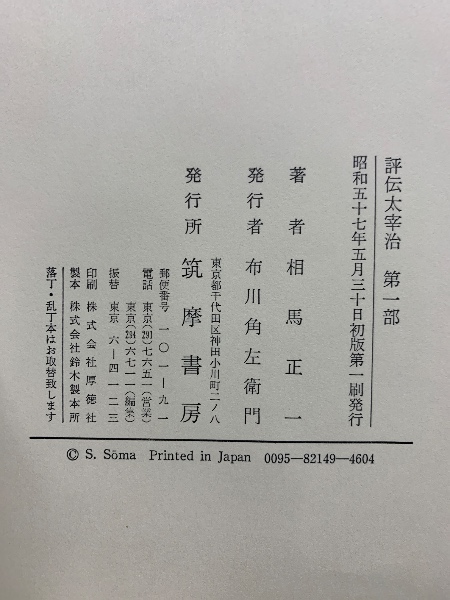 評伝太宰治　第一部
昭和五十七年五月三十日初版第一刷発行
著者　相馬正一
発行者　布川角左衛門
発行所　筑摩書房
東京都千代田区神田小川町二ノ八
郵便番号　一〇一―九一
電話　東京(291)七六五一(営業)
東京(294)六七一一(編集)
振替　東京　六―四一二三
印刷　株式会社厚徳社
製本　株式会社鈴木製本所
落丁・乱丁本はお取替致します
© S. Sōma Printed in Japan 0095―82149―4604